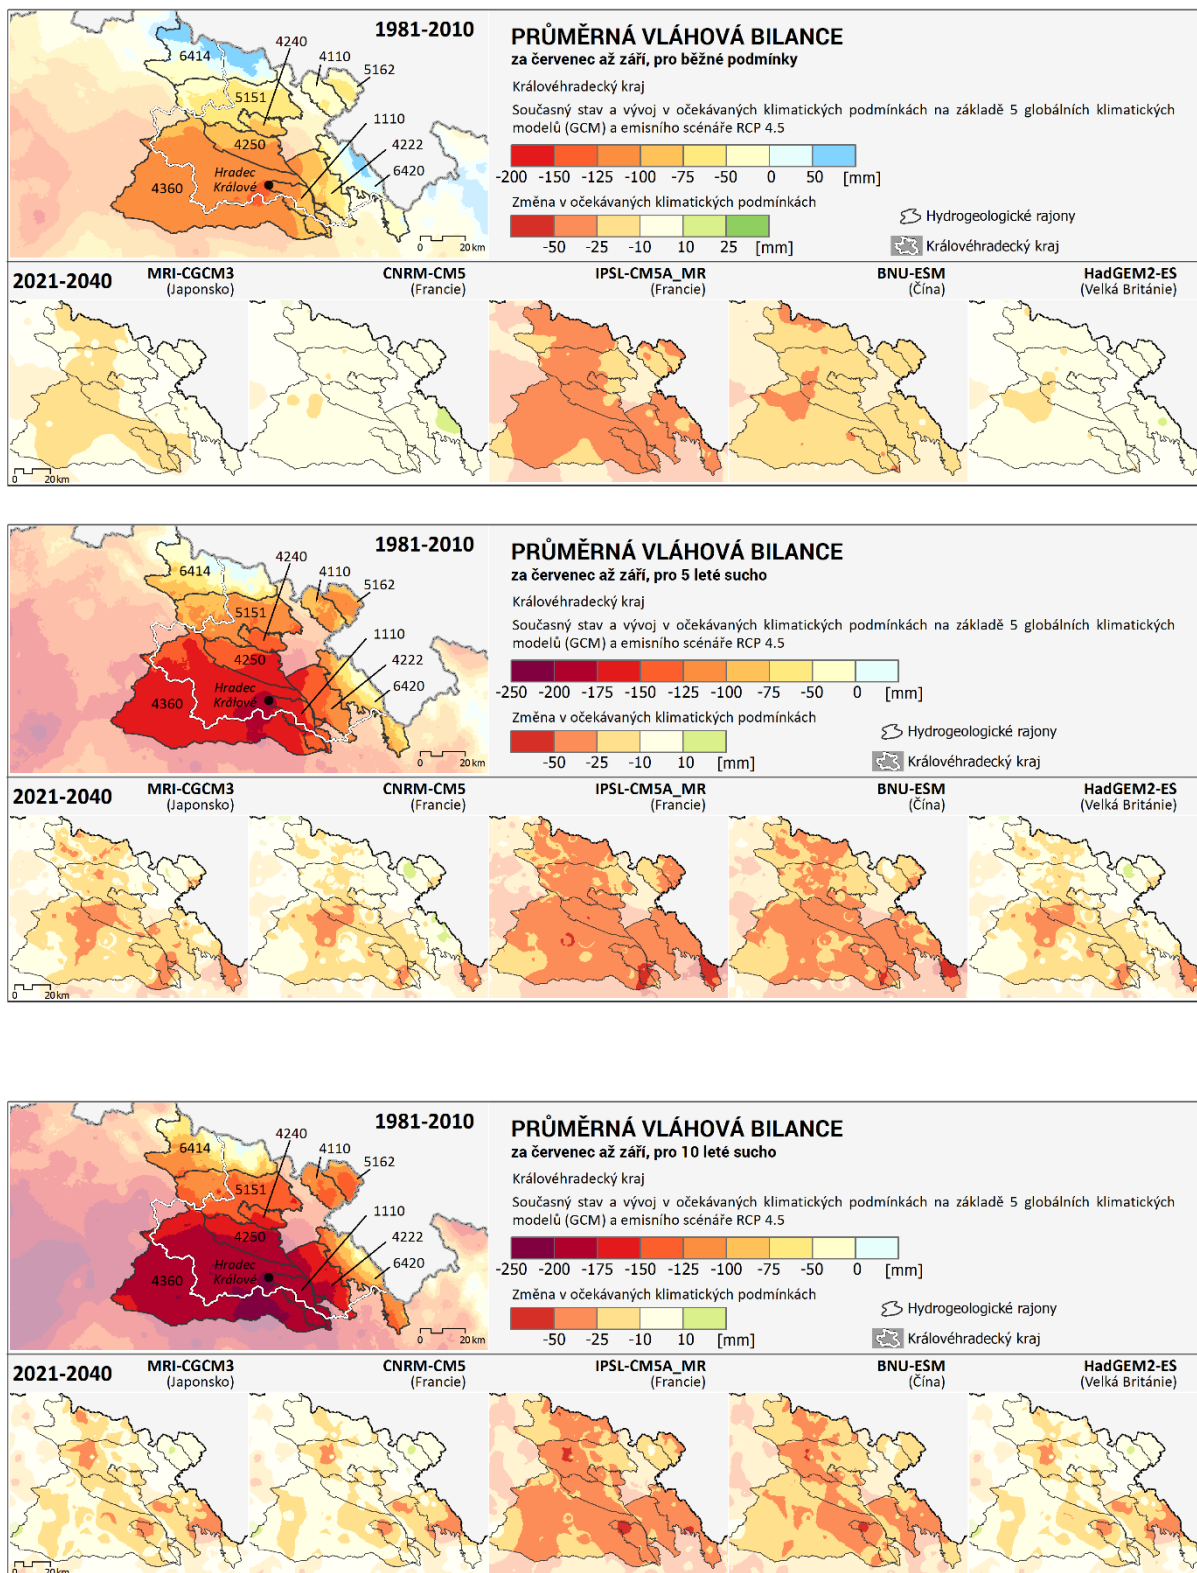 1981-2010
6414
4240
4110
5162
5151
1110
4250
4222
Hradec
Králové
4360
6420
0 20 km
PRŮMĚRNÁ VLÁHOVÁ BILANCE
za červenec až září, pro běžné podmínky
Královéhradecký kraj
Současný stav a vývoj v očekávaných klimatických podmínkách na základě 5 globálních klimatických
modelů (GCM) a emisního scénáře RCP 4.5
-200 -150 -125 -100 -75 -50 0 50 [mm]
Změna v očekávaných klimatických podmínkách
-50 -25 -10 10 25 [mm]
Hydrogeologické rajony
Královéhradecký kraj
2021-2040
MRI-CGCM3
(Japonsko)
CNRM-CM5
(Francie)
IPSL-CM5A_MR
(Francie)
BNU-ESM
(Čína)
HadGEM2-ES
(Velká Británie)
0 20 km
1981-2010
6414
4240
4110
5162
5151
1110
4250
4222
Hradec
Králové
4360
6420
0 20 km
PRŮMĚRNÁ VLÁHOVÁ BILANCE
za červenec až září, pro 5 leté sucho
Královéhradecký kraj
Současný stav a vývoj v očekávaných klimatických podmínkách na základě 5 globálních klimatických
modelů (GCM) a emisního scénáře RCP 4.5
-250 -200 -175 -150 -125 -100 -75 -50 0 [mm]
Změna v očekávaných klimatických podmínkách
-50 -25 -10 10 [mm]
Hydrogeologické rajony
Královéhradecký kraj
2021-2040
MRI-CGCM3
(Japonsko)
CNRM-CM5
(Francie)
IPSL-CM5A_MR
(Francie)
BNU-ESM
(Čína)
HadGEM2-ES
(Velká Británie)
0 20 km
1981-2010
6414
4240
4110
5162
5151
1110
4250
4222
Hradec
Králové
4360
6420
0 20 km
PRŮMĚRNÁ VLÁHOVÁ BILANCE
za červenec až září, pro 10 leté sucho
Královéhradecký kraj
Současný stav a vývoj v očekávaných klimatických podmínkách na základě 5 globálních klimatických
modelů (GCM) a emisního scénáře RCP 4.5
-250 -200 -175 -150 -125 -100 -75 -50 0 [mm]
Změna v očekávaných klimatických podmínkách
-50 -25 -10 10 [mm]
Hydrogeologické rajony
Královéhradecký kraj
2021-2040
MRI-CGCM3
(Japonsko)
CNRM-CM5
(Francie)
IPSL-CM5A_MR
(Francie)
BNU-ESM
(Čína)
HadGEM2-ES
(Velká Británie)
0 20 km